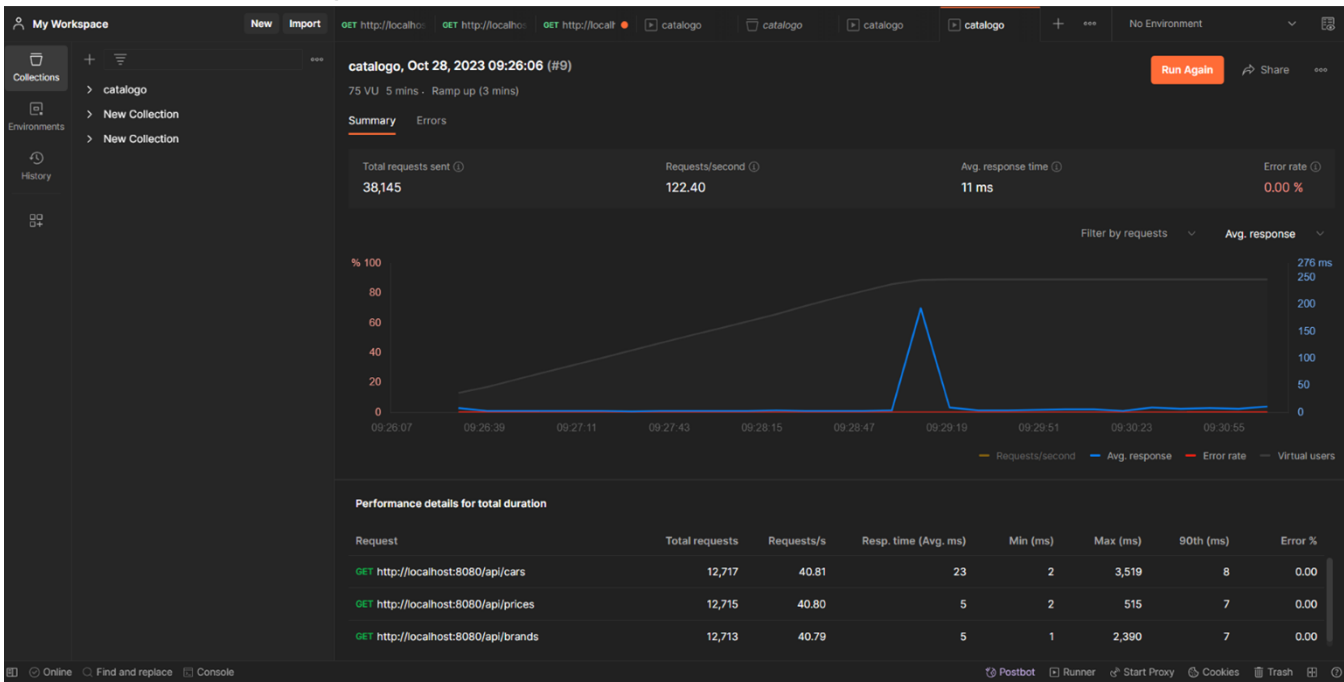 My Workspace New Import GET http://localho GET http://localhos GET http://localh catalogo catalogo catalogo catalogo No Environment
Collections
Environments
History
catalogo
New Collection
New Collection
catalogo, Oct 28, 2023 09:26:06 (#9)
Run Again Share
75 VU 5 mins · Ramp up (3 mins)
Summary Errors
Total requests sent Requests/second Avg. response time Error rate
38,145 122.40 11 ms 0.00 %
Filter by requests Avg. response
% 100 276 ms
250
80
200
60
150
40
100
20
50
0 0
09:26:07 09:26:39 09:27:11 09:27:43 09:28:15 09:28:47 09:29:19 09:29:51 09:30:23 09:30:55
Requests/second Avg. response Error rate Virtual users
Performance details for total duration
Request Total requests Requests/s Resp. time (Avg. ms) Min (ms) Max (ms) 90th (ms) Error %
GET http://localhost:8080/api/cars 12,717 40.81 23 2 3,519 8 0.00
GET http://localhost:8080/api/prices 12,715 40.80 5 2 515 7 0.00
GET http://localhost:8080/api/brands 12,713 40.79 5 1 2,390 7 0.00
Online Find and replace Console Postbot Runner Start Proxy Cookies Trash